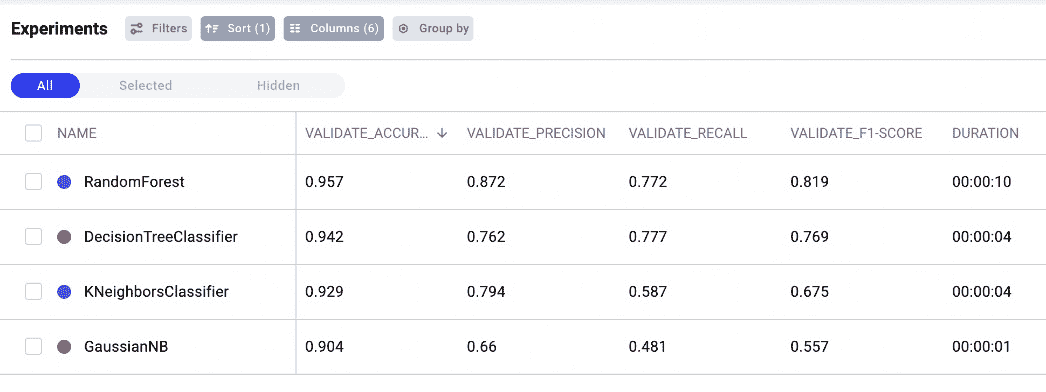 Experiments Filters Sort (1) Columns (6) Group by
All Selected Hidden
NAME VALIDATE_ACCUR... VALIDATE_PRECISION VALIDATE_RECALL VALIDATE_F1-SCORE DURATION
RandomForest 0.957 0.872 0.772 0.819 00:00:10
DecisionTreeClassifier 0.942 0.762 0.777 0.769 00:00:04
KNeighborsClassifier 0.929 0.794 0.587 0.675 00:00:04
GaussianNB 0.904 0.66 0.481 0.557 00:00:01